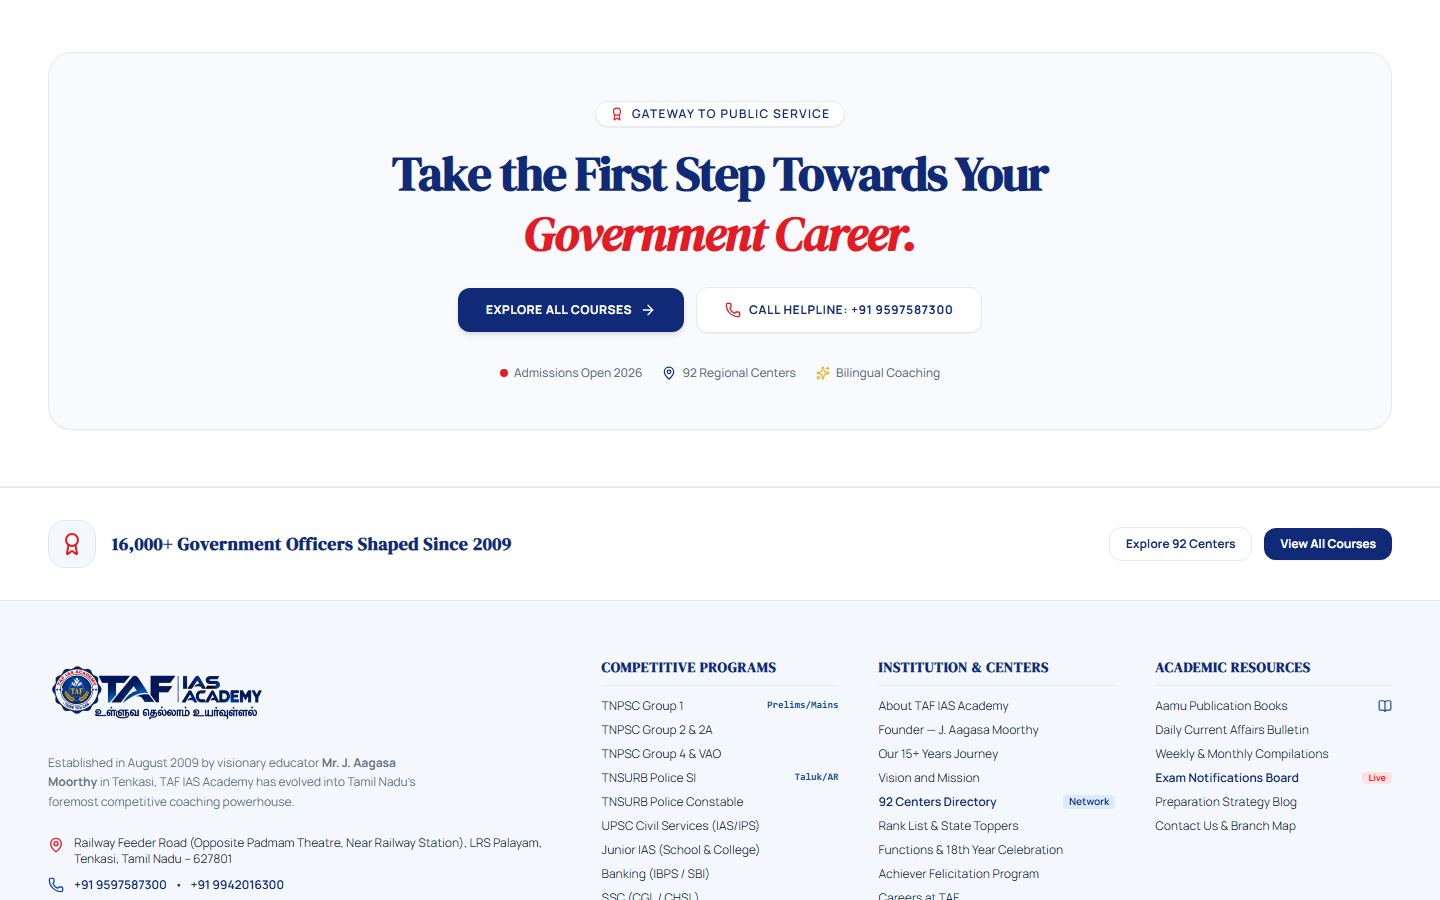 GATEWAY TO PUBLIC SERVICE
Take the First Step Towards Your
Government Career.
EXPLORE ALL COURSES
CALL HELPLINE: +91 9597587300
Admissions Open 2026
92 Regional Centers
Bilingual Coaching
16,000+ Government Officers Shaped Since 2009
Explore 92 Centers
View All Courses
TAF
TAF IAS ACADEMY
உள்ளுவ தெல்லாம் உயர்வுள்ளல்
Established in August 2009 by visionary educator Mr. J. Aagasa
Moorthy in Tenkasi, TAF IAS Academy has evolved into Tamil Nadu's
foremost competitive coaching powerhouse.
Railway Feeder Road (Opposite Padmam Theatre, Near Railway Station), LRS Palayam,
Tenkasi, Tamil Nadu – 627801
+91 9597587300 • +91 9942016300
COMPETITIVE PROGRAMS
TNPSC Group 1 Prelims/Mains
TNPSC Group 2 & 2A
TNPSC Group 4 & VAO
TNSURB Police SI Taluk/AR
TNSURB Police Constable
UPSC Civil Services (IAS/IPS)
Junior IAS (School & College)
Banking (IBPS / SBI)
SSC (CGL / CHSL)
INSTITUTION & CENTERS
About TAF IAS Academy
Founder — J. Aagasa Moorthy
Our 15+ Years Journey
Vision and Mission
92 Centers Directory Network
Rank List & State Toppers
Functions & 18th Year Celebration
Achiever Felicitation Program
Careers at TAF
ACADEMIC RESOURCES
Aamu Publication Books
Daily Current Affairs Bulletin
Weekly & Monthly Compilations
Exam Notifications Board Live
Preparation Strategy Blog
Contact Us & Branch Map